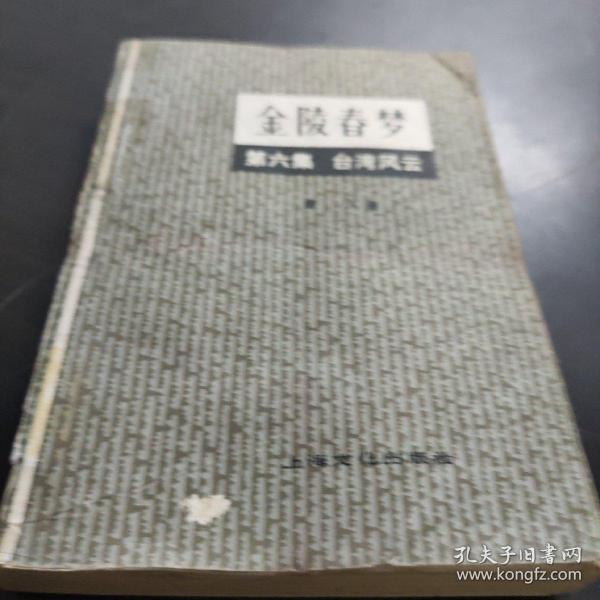 金陵春梦
第六集 台湾风云
上海文化出版社
孔夫子旧书网
www.kongfz.com